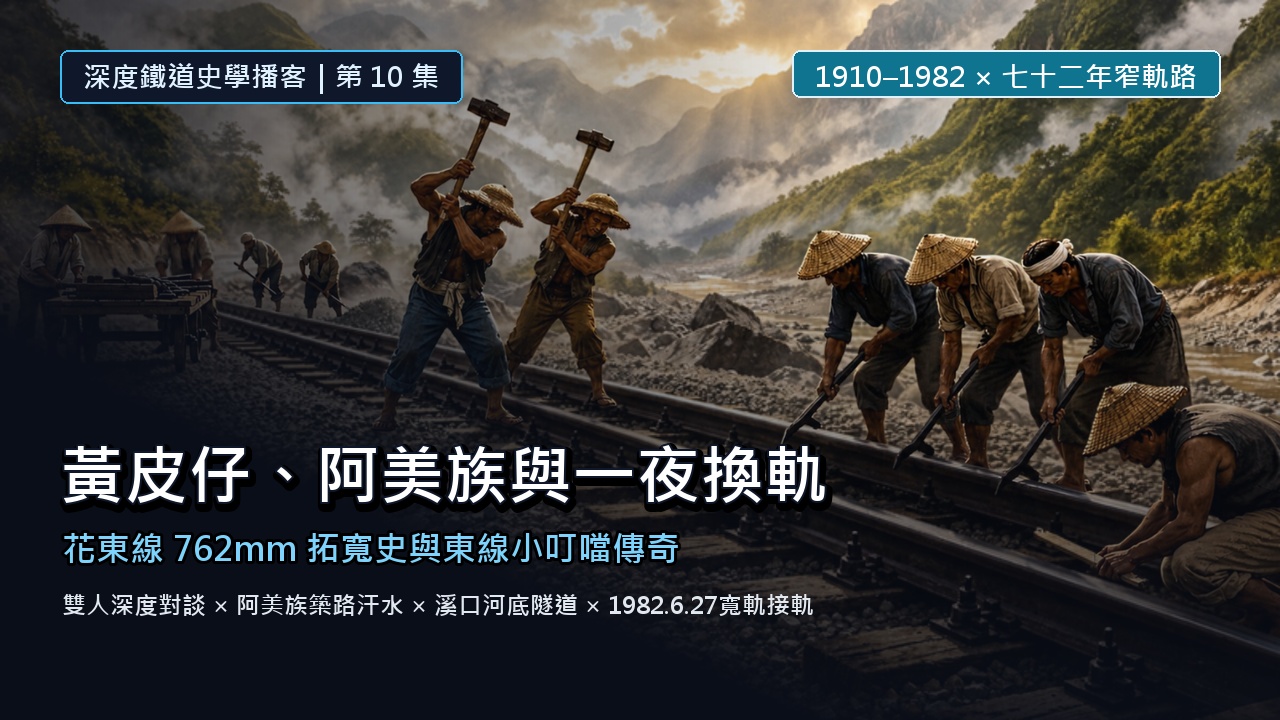 深度鐵道史學播客 | 第 10 集
1910–1982 × 七十二年窄軌路
黃皮仔、阿美族與一夜換軌
花東線 762mm 拓寬史與東線小叮噹傳奇
雙人深度對談 × 阿美族築路汗水 × 溪口河底隧道 × 1982.6.27寬軌接軌